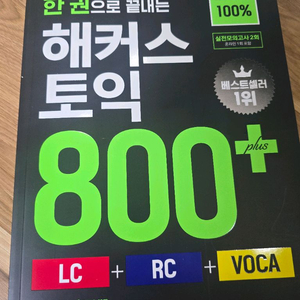 한 권으로 끝내는
100%
해커스
토익
실전모의고사 2회
베스트셀러
1위
800+
plus
LC + RC + VOCA